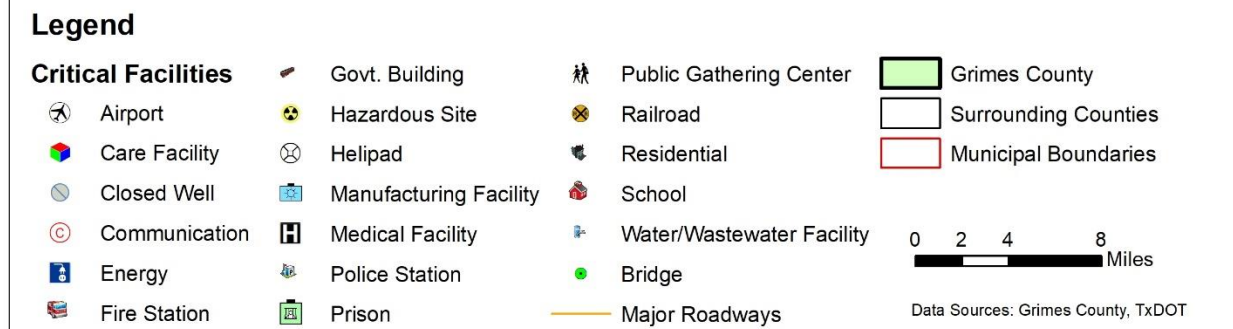 Legend
Critical Facilities
Airport
Care Facility
Closed Well
C Communication
Energy
Fire Station
Govt. Building
Hazardous Site
Helipad
Manufacturing Facility
H Medical Facility
Police Station
Prison
Public Gathering Center
Railroad
Residential
School
Water/Wastewater Facility
Bridge
Major Roadways
Grimes County
Surrounding Counties
Municipal Boundaries
0 2 4 8
Miles
Data Sources: Grimes County, TxDOT